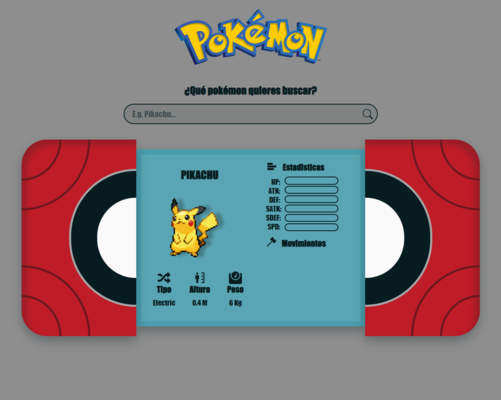 POKéMON
¿Qué pokémon quieres buscar?
E.g. Pikachu...
PIKACHU
Tipo
Altura
Peso
Electric
0.4 M
6 Kg
Estadísticas
HP:
ATK:
DEF:
SATK:
SDEF:
SPD:
Movimientos